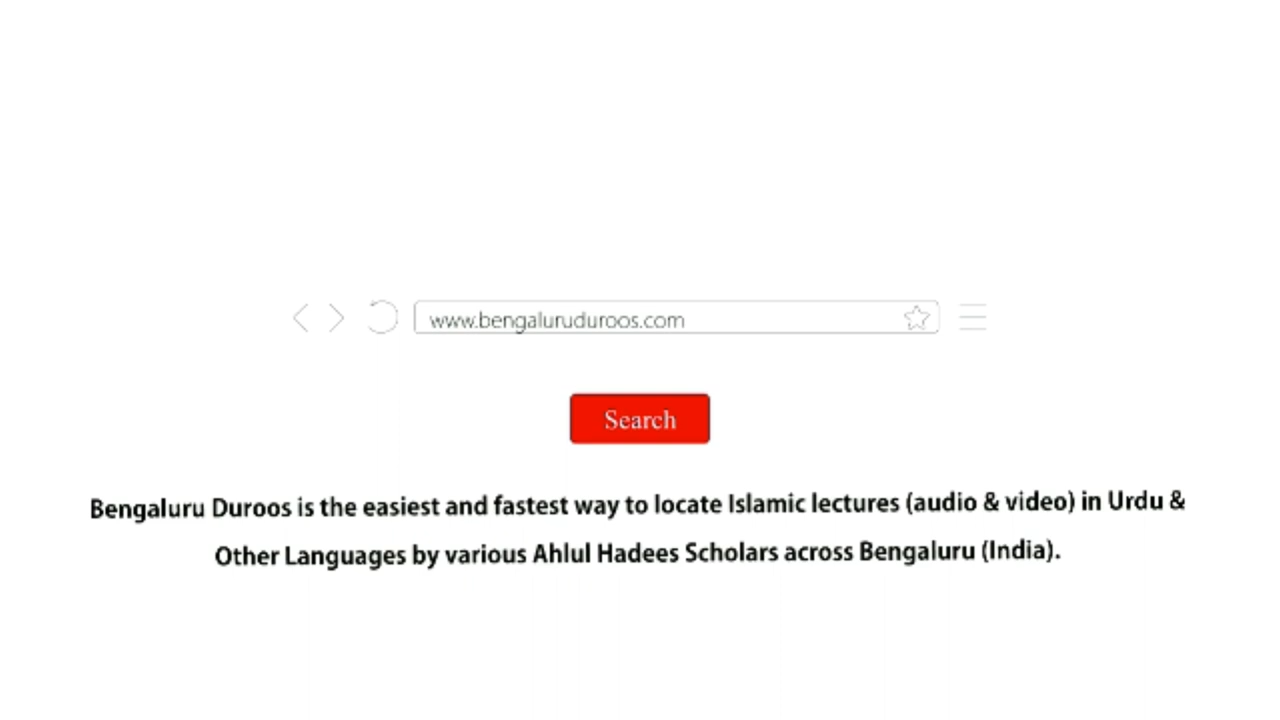 www.bengaluruduroos.com
Search
Bengaluru Duroos is the easiest and fastest way to locate Islamic lectures (audio & video) in Urdu &
Other Languages by various Ahlul Hadees Scholars across Bengaluru (India).